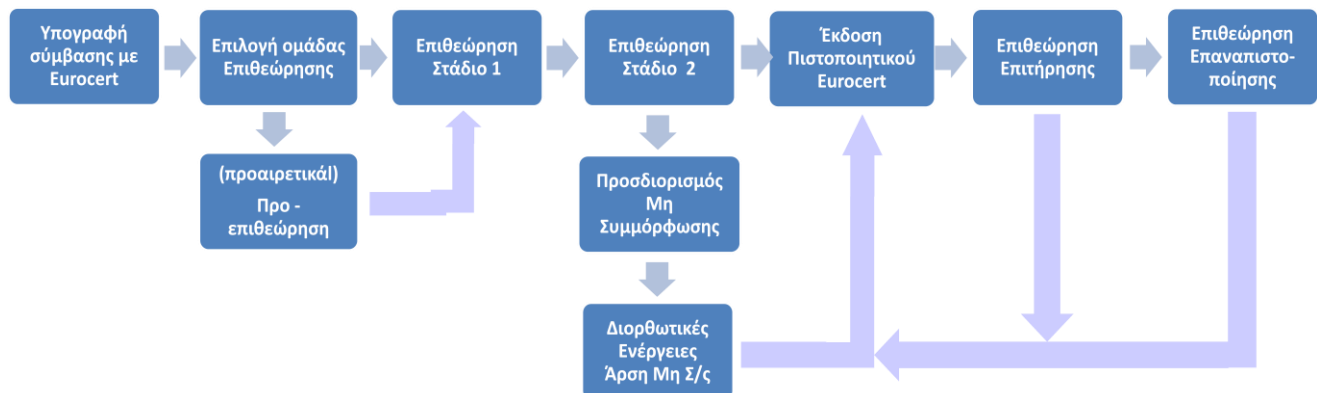 Υπογραφή
σύμβασης με
Eurocert
Επιλογή ομάδας
Επιθεώρησης
Επιθεώρηση
Στάδιο 1
Επιθεώρηση
Στάδιο 2
Έκδοση
Πιστοποιητικού
Eurocert
Επιθεώρηση
Επιτήρησης
Επιθεώρηση
Επαναπιστο-
ποίησης
(προαιρετικάl)
Προ -
επιθεώρηση
Προσδιορισμός
Μη
Συμμόρφωσης
Διορθωτικές
Ενέργειες
Άρση Μη Σ/ς